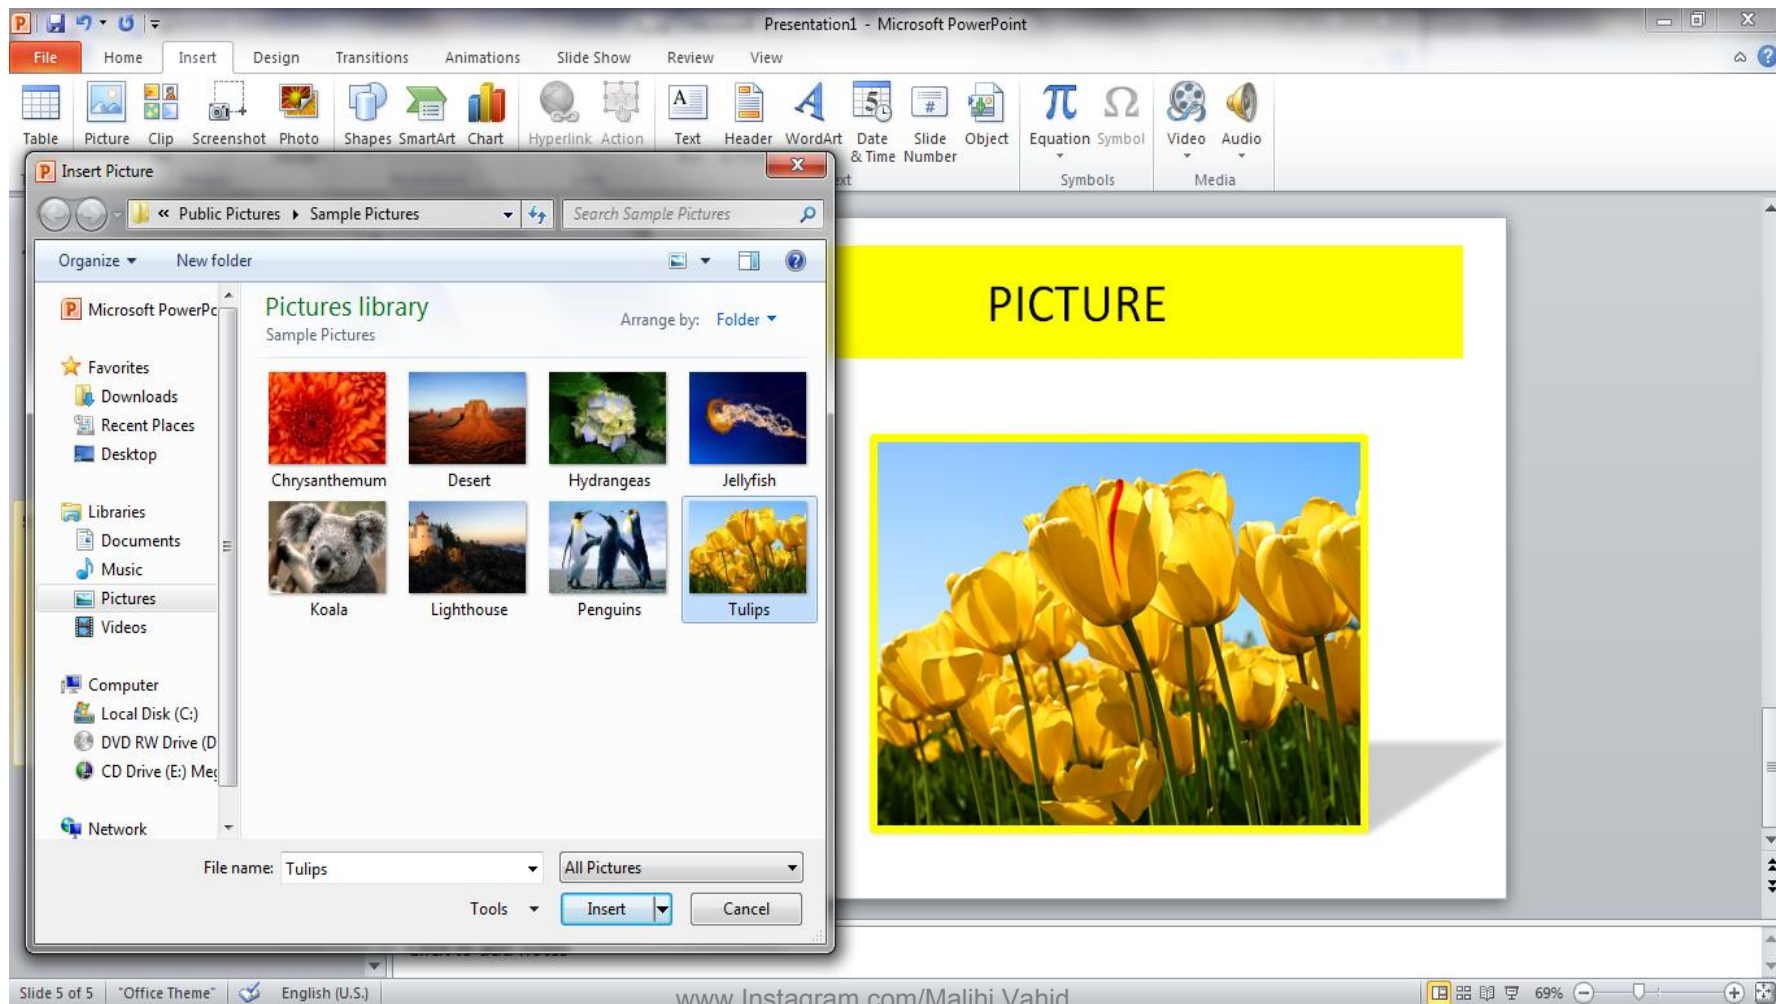 Presentation1 - Microsoft PowerPoint
File Home Insert Design Transitions Animations Slide Show Review View
Table Picture Clip Screenshot Photo Shapes SmartArt Chart Hyperlink Action Text Header WordArt Date & Time Slide Number Object Equation Symbol Video Audio
Symbols Media
Insert Picture
« Public Pictures Sample Pictures
Search Sample Pictures
Organize New folder
Microsoft PowerPo
Favorites
Downloads
Recent Places
Desktop
Libraries
Documents
Music
Pictures
Videos
Computer
Local Disk (C:)
DVD RW Drive (D
CD Drive (E:) Meg
Network
Pictures library
Sample Pictures
Arrange by: Folder
Chrysanthemum Desert Hydrangeas Jellyfish
Koala Lighthouse Penguins Tulips
File name: Tulips All Pictures
Tools Insert Cancel
PICTURE
Slide 5 of 5 "Office Theme" English (U.S.) 69%
www.Instagram.com/Malihi_Vahid